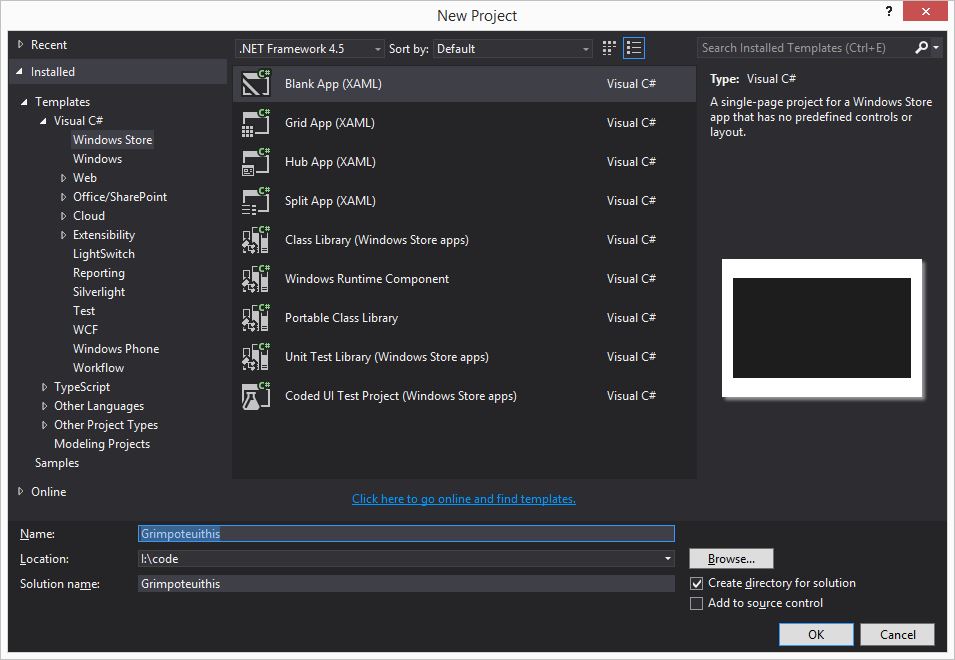 New Project
?
Recent
Installed
Templates
Visual C#
Windows Store
Windows
Web
Office/SharePoint
Cloud
Extensibility
LightSwitch
Reporting
Silverlight
Test
WCF
Windows Phone
Workflow
TypeScript
Other Languages
Other Project Types
Modeling Projects
Samples
Online
.NET Framework 4.5 Sort by: Default
C# Blank App (XAML) Visual C#
C# Grid App (XAML) Visual C#
C# Hub App (XAML) Visual C#
C# Split App (XAML) Visual C#
C# Class Library (Windows Store apps) Visual C#
C# Windows Runtime Component Visual C#
C# Portable Class Library Visual C#
C# Unit Test Library (Windows Store apps) Visual C#
C# Coded UI Test Project (Windows Store apps) Visual C#
Click here to go online and find templates.
Search Installed Templates (Ctrl+E)
Type: Visual C#
A single-page project for a Windows Store
app that has no predefined controls or
layout.
Name: Grimpoteuithis
Location: I:\code Browse...
Solution name: Grimpoteuithis Create directory for solution
Add to source control
OK Cancel